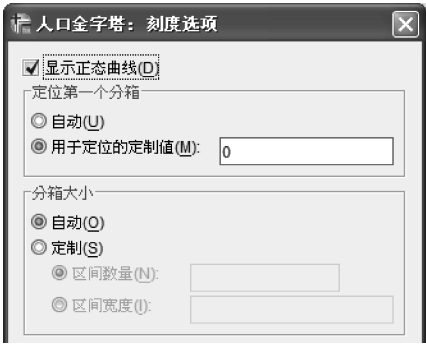 人口金字塔：刻度选项
显示正态曲线(D)
定位第一个分箱
自动(U)
用于定位的定制值(M):
0
分箱大小
自动(O)
定制(S)
区间数量(N):
区间宽度(I):